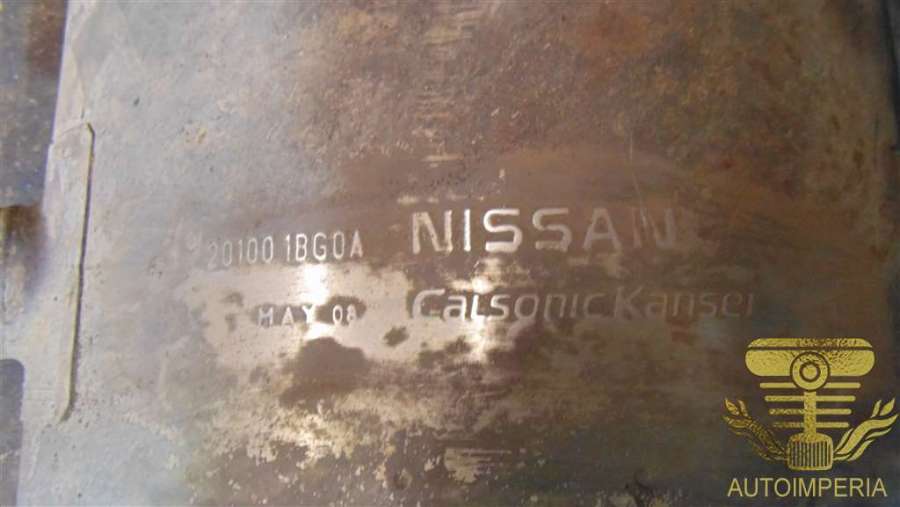 20100 1BG0A NISSAN
MAY 08 Calsonic Kansei
AUTOIMPERIA